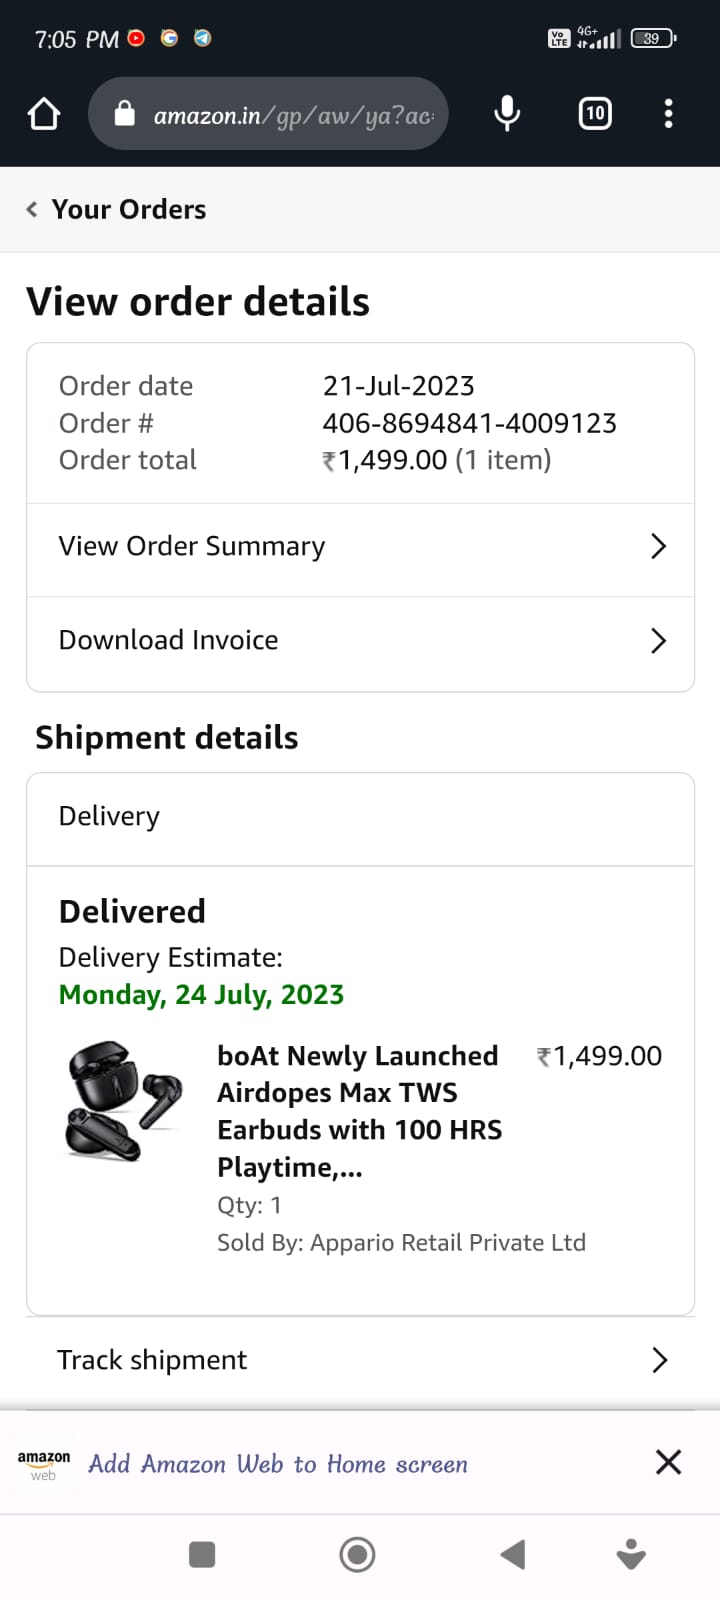 7:05 PM
Vo LTE 4G+ 39
amazon.in/gp/aw/ya?ac
10
Your Orders
View order details
Order date 21-Jul-2023
Order # 406-8694841-4009123
Order total ₹1,499.00 (1 item)
View Order Summary
Download Invoice
Shipment details
Delivery
Delivered
Delivery Estimate:
Monday, 24 July, 2023
boAt Newly Launched ₹1,499.00
Airdopes Max TWS
Earbuds with 100 HRS
Playtime,...
Qty: 1
Sold By: Appario Retail Private Ltd
Track shipment
amazon
web
Add Amazon Web to Home screen